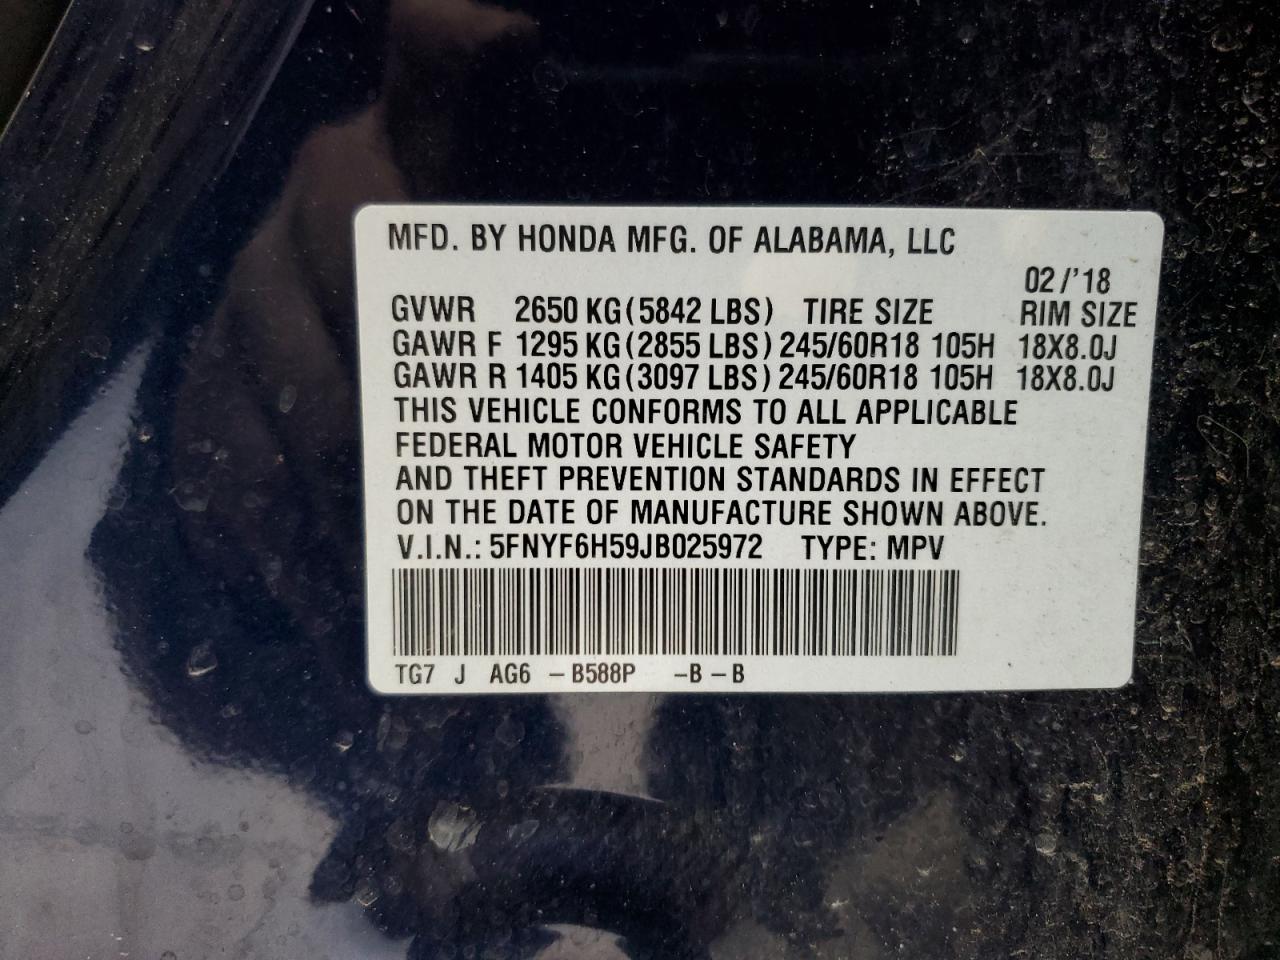 MFD. BY HONDA MFG. OF ALABAMA, LLC
02/'18
GVWR 2650 KG(5842 LBS) TIRE SIZE RIM SIZE
GAWR F 1295 KG(2855 LBS) 245/60R18 105H 18X8.0J
GAWR R 1405 KG(3097 LBS) 245/60R18 105H 18X8.0J
THIS VEHICLE CONFORMS TO ALL APPLICABLE
FEDERAL MOTOR VEHICLE SAFETY
AND THEFT PREVENTION STANDARDS IN EFFECT
ON THE DATE OF MANUFACTURE SHOWN ABOVE.
V.I.N.: 5FNYF6H59JB025972 TYPE: MPV
TG7 J AG6 – B588P –B – B